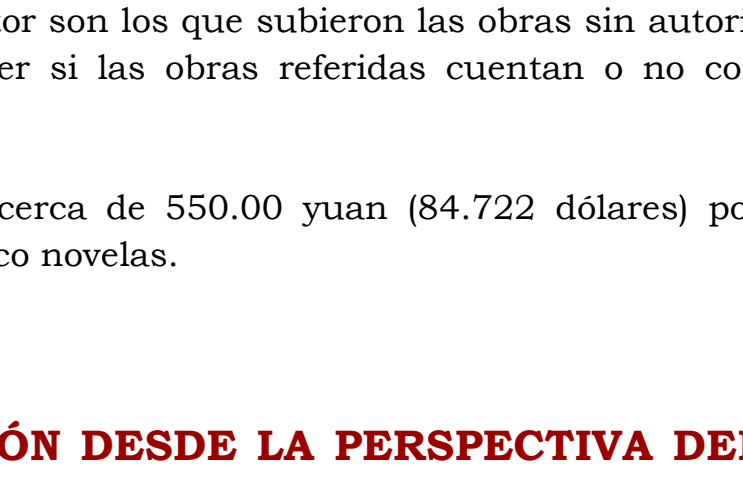 tor son los que subieron las obras sin autori
er si las obras referidas cuentan o no co
cerca de 550.00 yuan (84.722 dólares) po
co novelas.
ÓN DESDE LA PERSPECTIVA DE